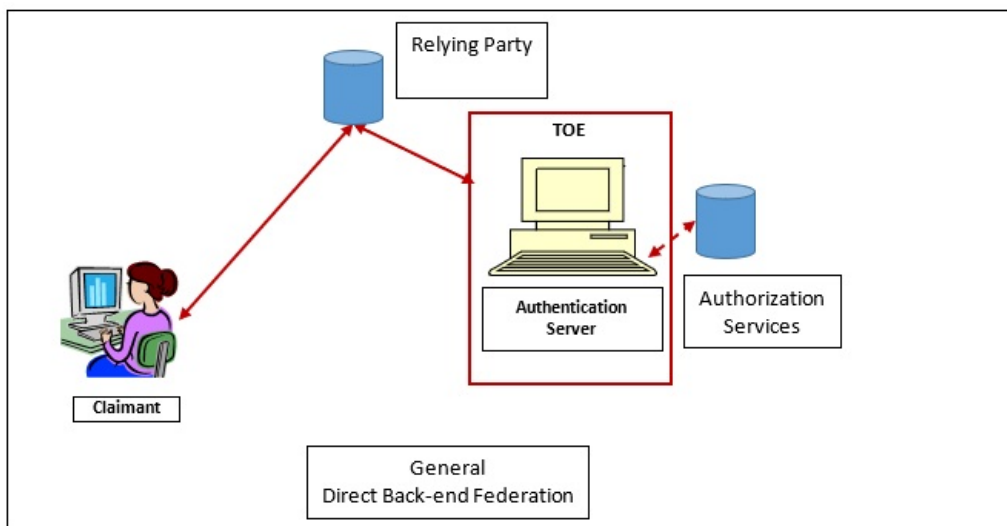 Relying Party
TOE
Authentication
Server
Authorization
Services
Claimant
General
Direct Back-end Federation